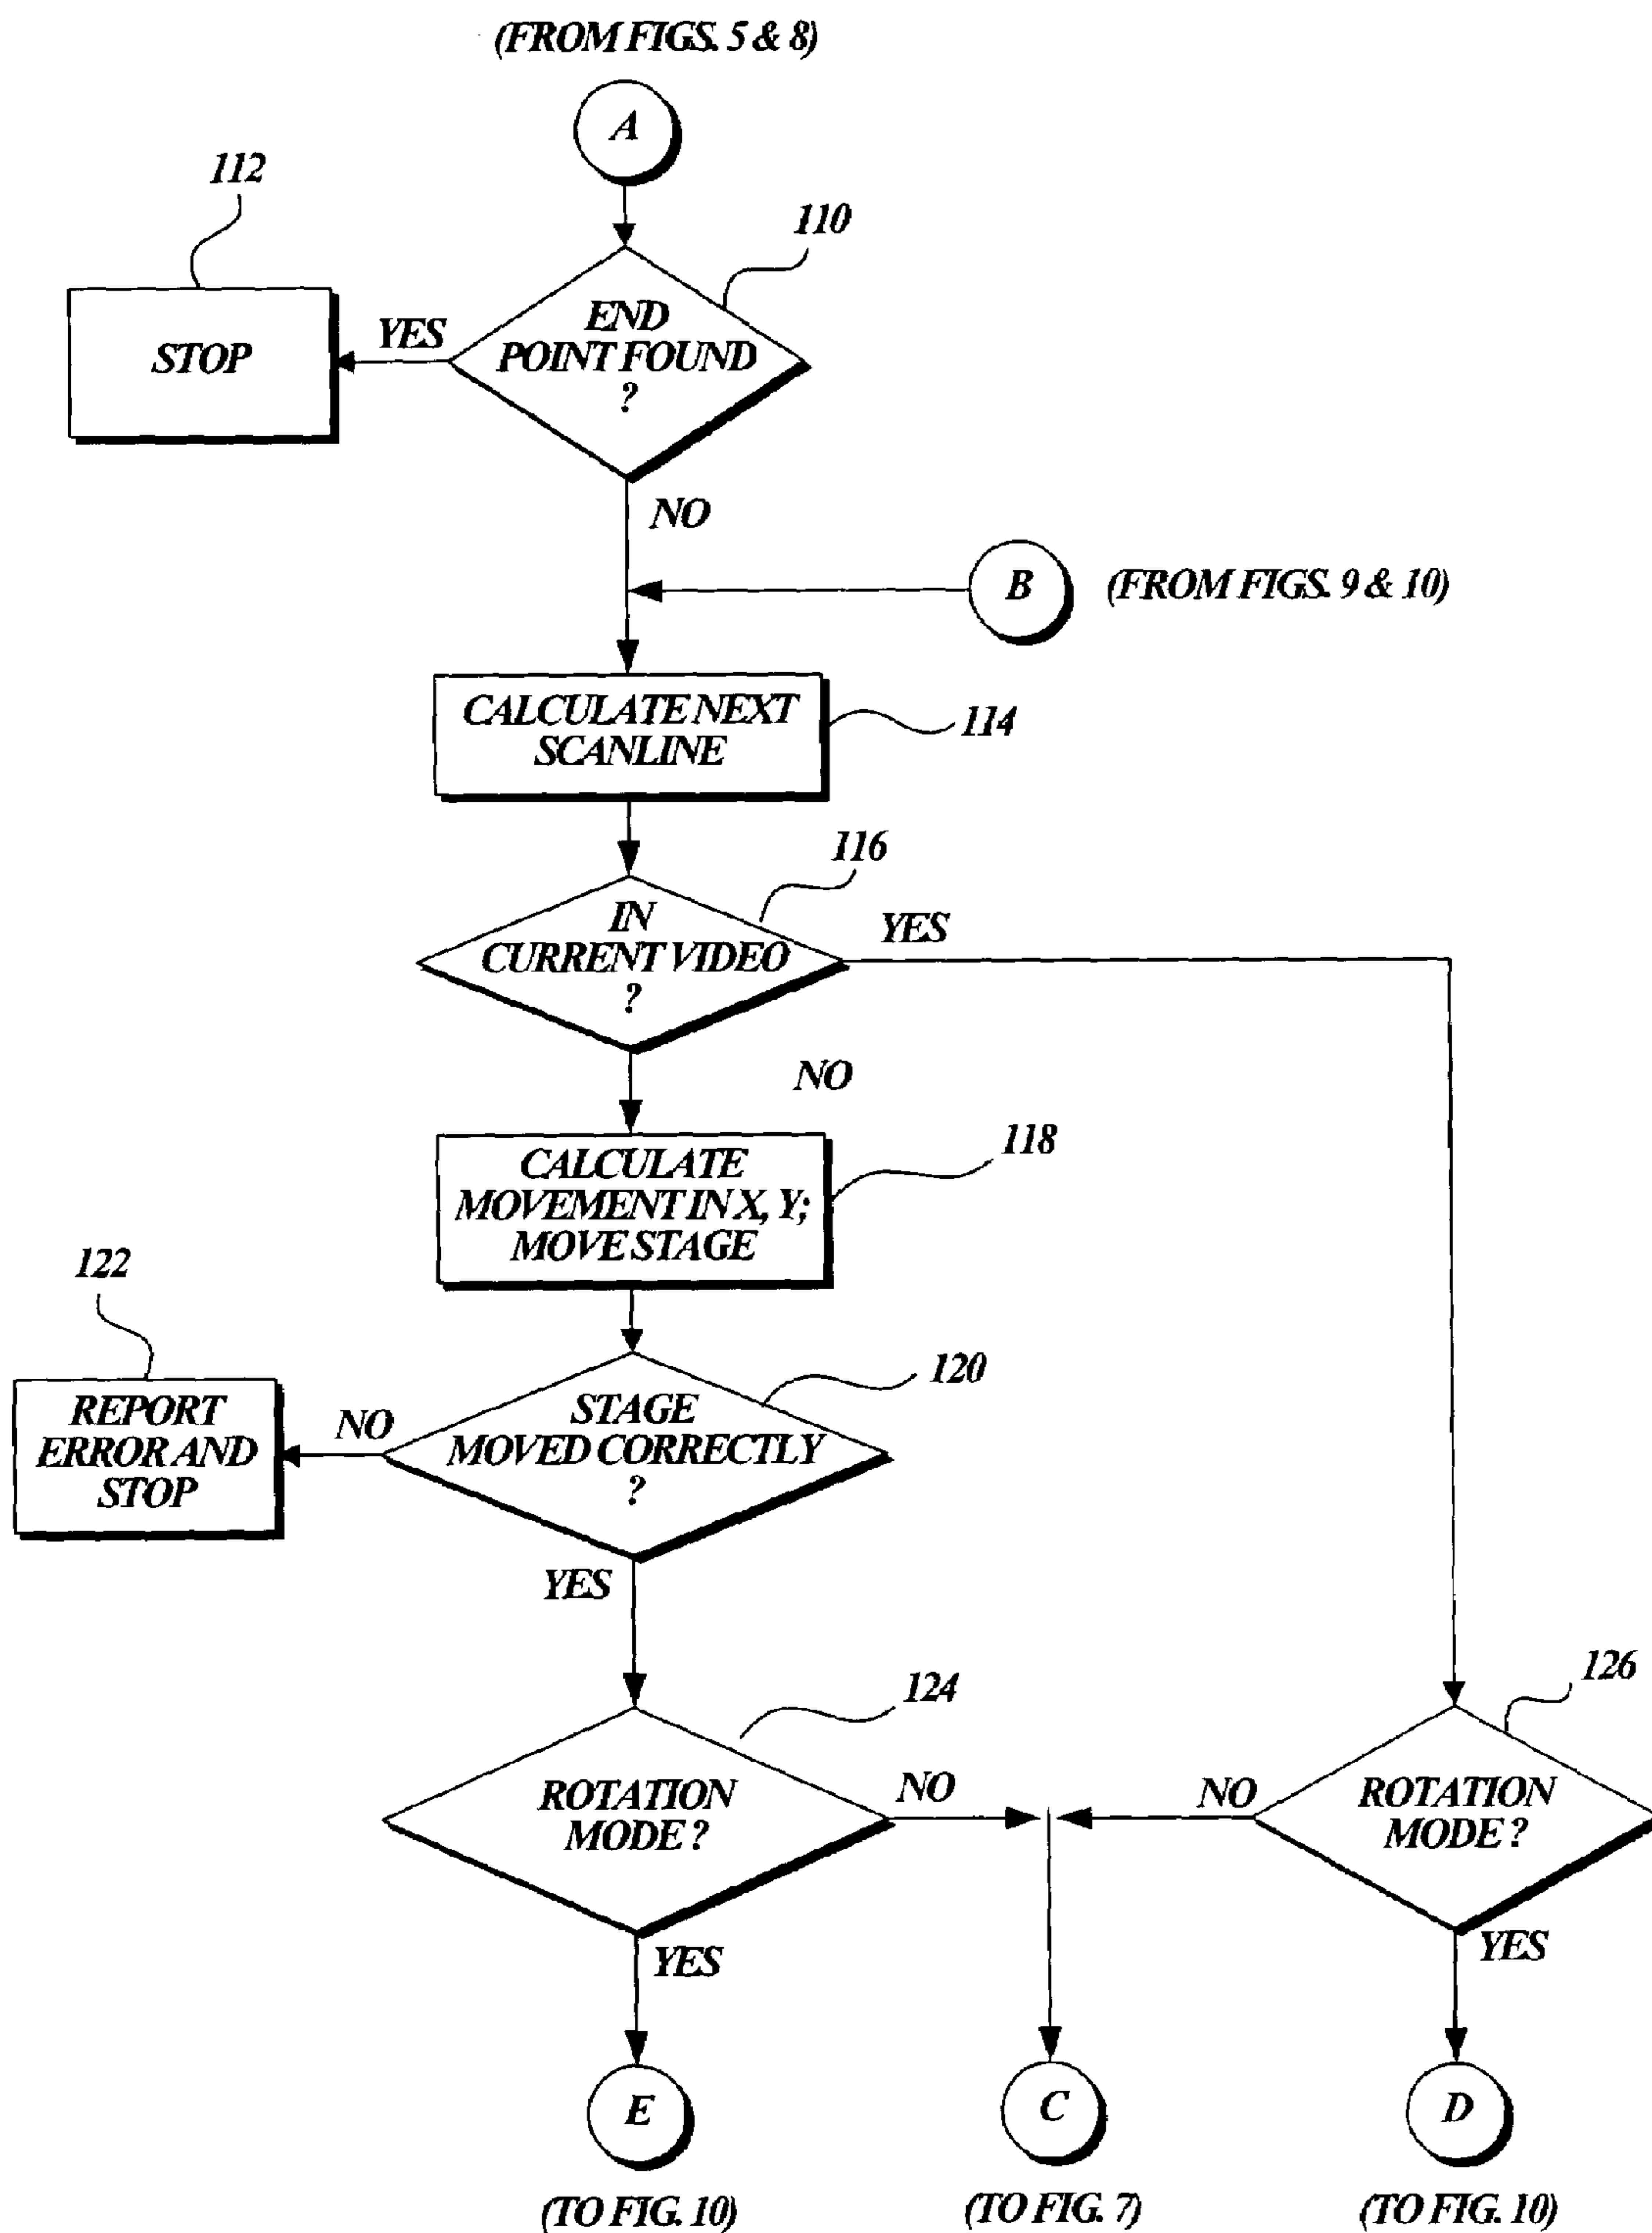 (FROM FIGS. 5 & 8)
A
112
110
STOP
YES
END
POINT FOUND
?
NO
B
(FROM FIGS. 9 & 10)
CALCULATE NEXT
SCANLINE
114
116
IN
CURRENT VIDEO
?
YES
NO
CALCULATE
MOVEMENT IN X, Y;
MOVE STAGE
118
122
120
REPORT
ERROR AND
STOP
NO
STAGE
MOVED CORRECTLY
?
YES
124
126
ROTATION
MODE ?
NO
NO
ROTATION
MODE ?
YES
YES
E
C
D
(TO FIG. 10)
(TO FIG. 7)
(TO FIG. 10)